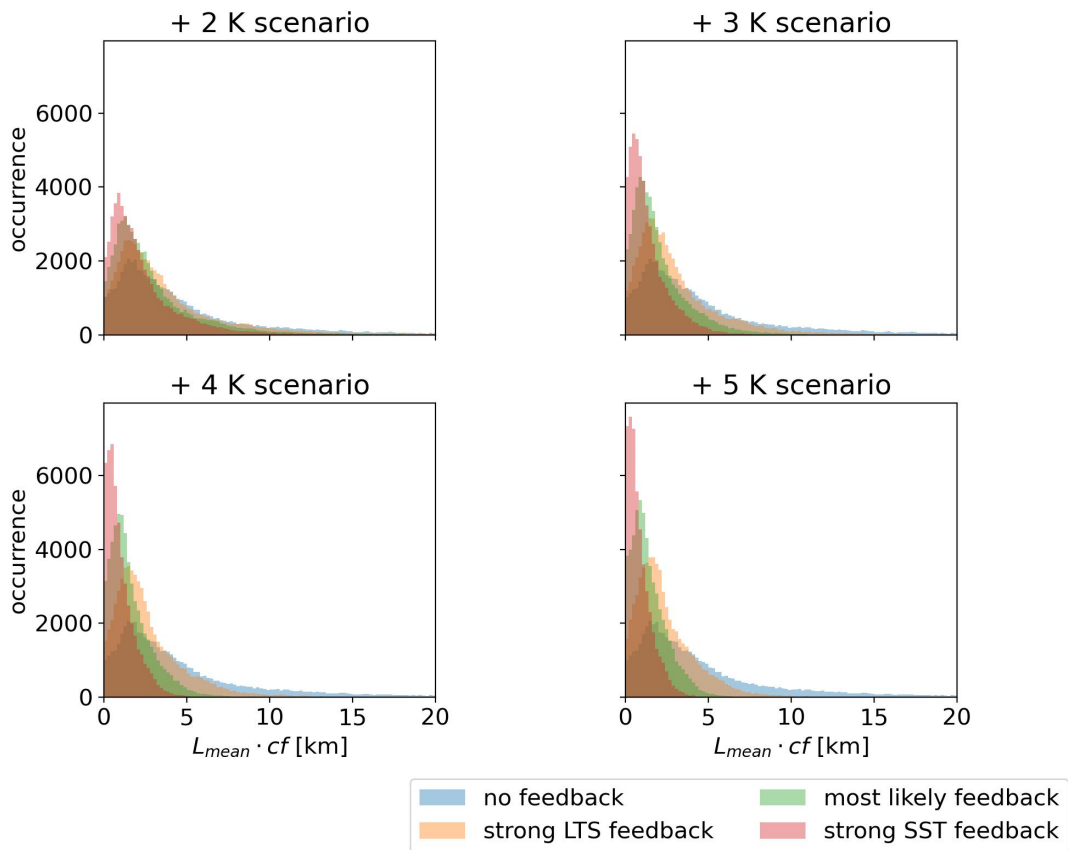 + 2 K scenario
+ 3 K scenario
occurrence
6000
4000
2000
0
+ 4 K scenario
+ 5 K scenario
occurrence
6000
4000
2000
0
0 5 10 15 20
0 5 10 15 20
L_mean · cf [km]
L_mean · cf [km]
no feedback
most likely feedback
strong LTS feedback
strong SST feedback